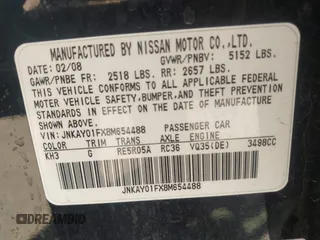 MANUFACTURED BY NISSAN MOTOR CO.,LTD.
DATE: 02/08 GVWR/PNBV: 5152 LBS.
GAWR/PNBE FR: 2518 LBS. RR: 2657 LBS.
THIS VEHICLE CONFORMS TO ALL APPLICABLE FEDERAL
MOTOR VEHICLE SAFETY, BUMPER, AND THEFT PREVENTION
STANDARDS IN EFFECT ON THE DATE OF MANUFACTURE
SHOWN ABOVE.
VIN: JNKAY01FX8M654488 PASSENGER CAR
COLOR TRIM TRANS AXLE ENGINE
KH3 G RE5R05A RC36 VQ35(DE) 3498CC
JNKAY01FX8M654488
AUTOBIDMASTER